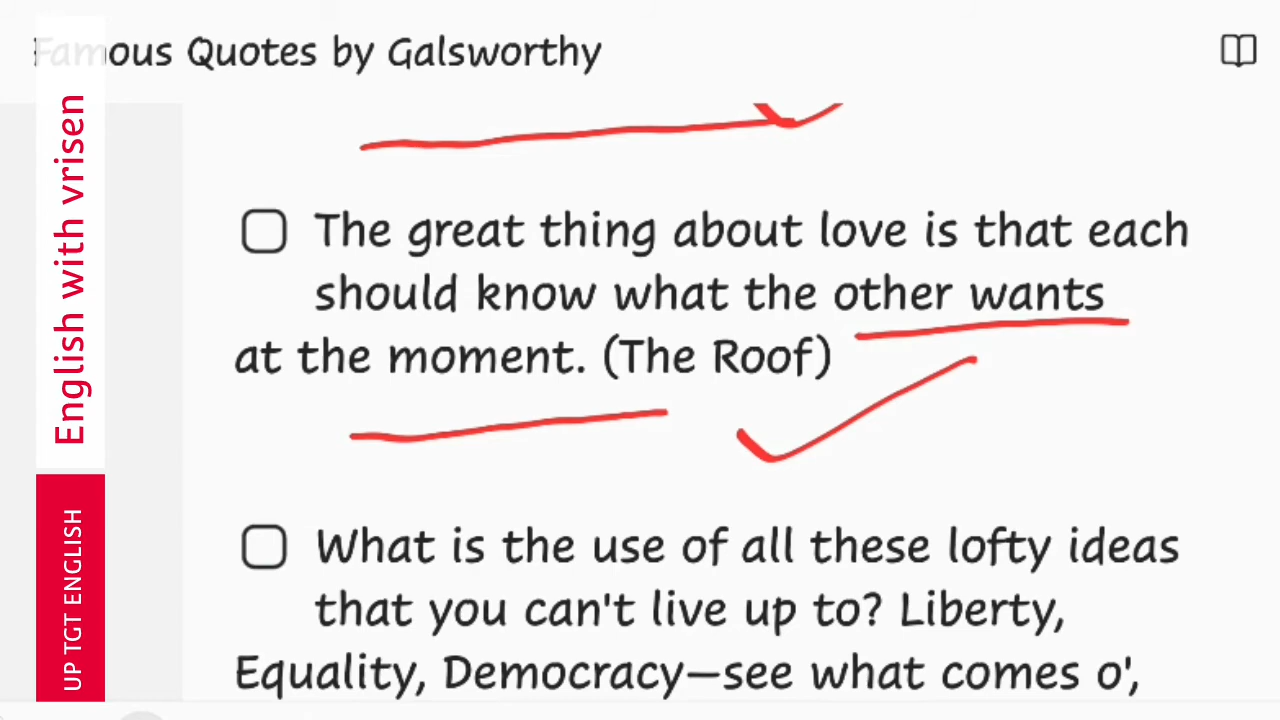 Famous Quotes by Galsworthy
English with vrisen
UP TGT ENGLISH
The great thing about love is that each
should know what the other wants
at the moment. (The Roof)
What is the use of all these lofty ideas
that you can't live up to? Liberty,
Equality, Democracy—see what comes o',